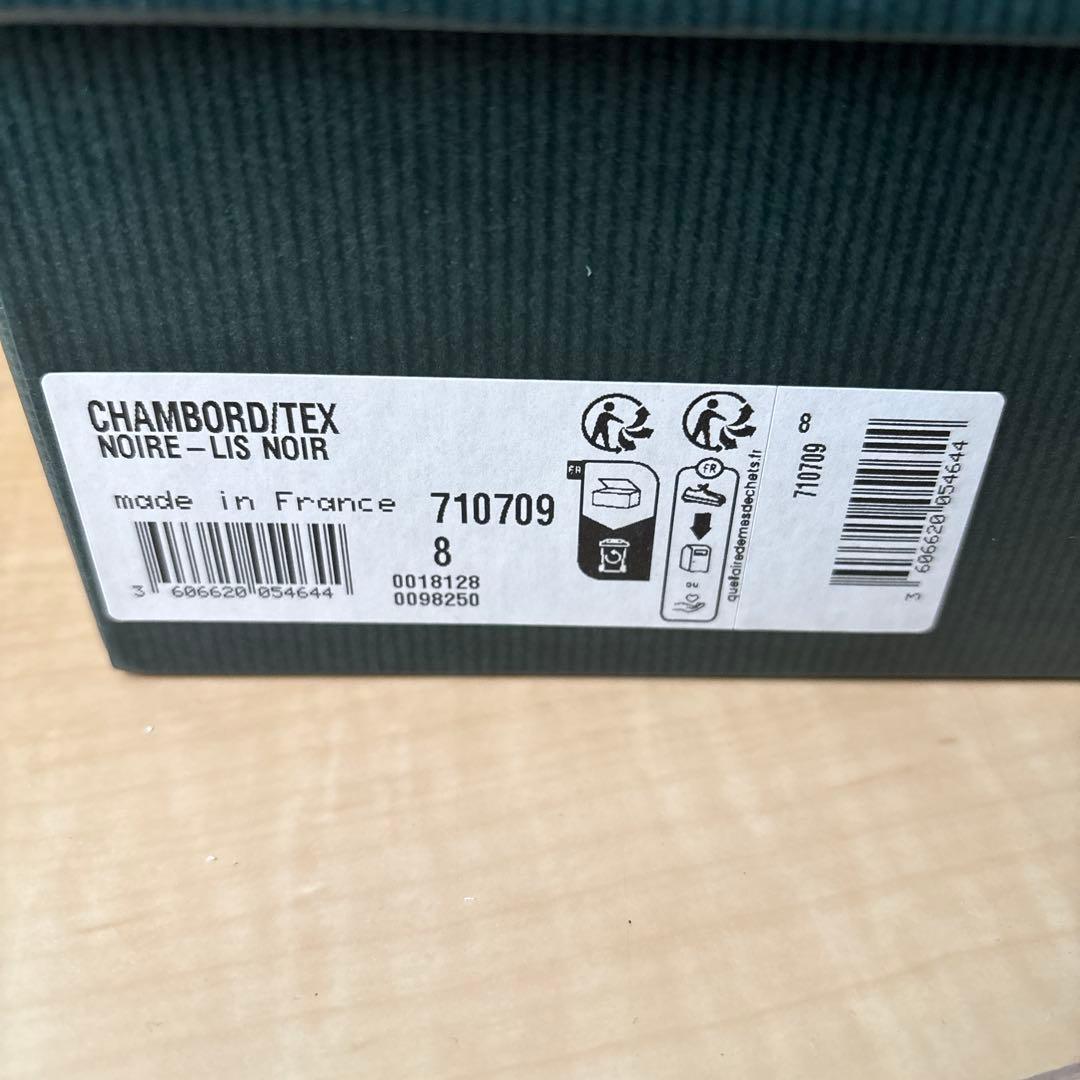 CHAMBORD/TEX
NOIRE-LIS NOIR
made in France 710709
8
0018128
0098250
3 606620 054644
FR
FR
ou
quefairedemesdechets.fr
710709 8
3 606620 054644